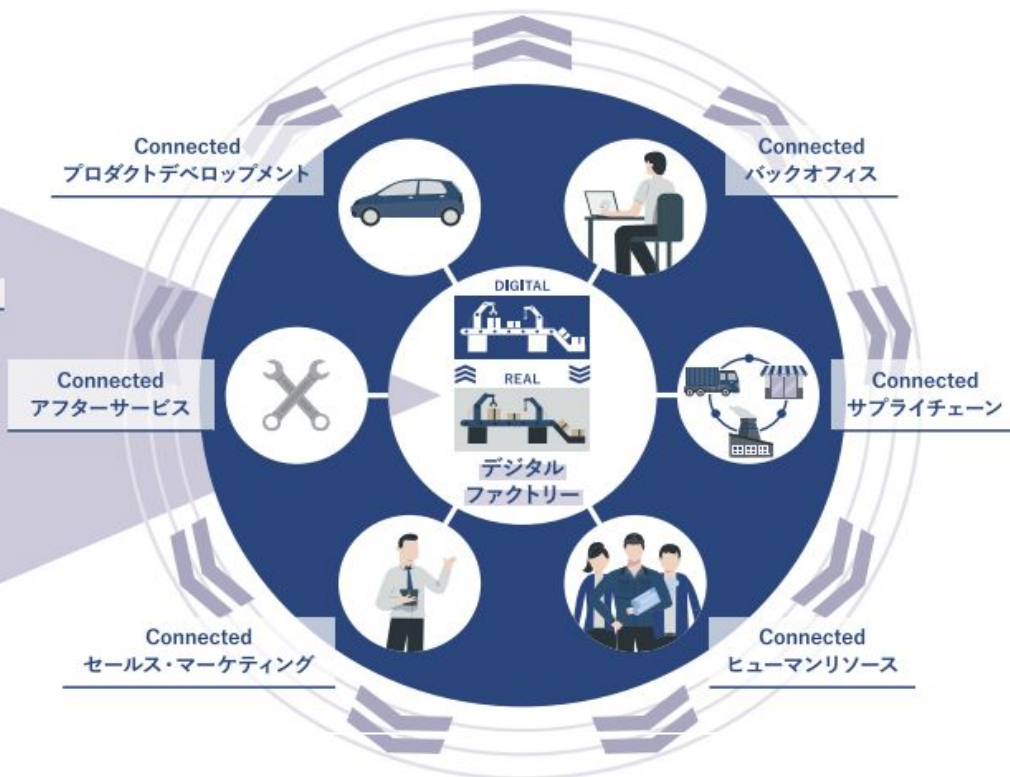 Connected
プロダクトデベロップメント
Connected
バックオフィス
DIGITAL
REAL
デジタル
ファクトリー
Connected
アフターサービス
Connected
サプライチェーン
Connected
セールス・マーケティング
Connected
ヒューマンリソース